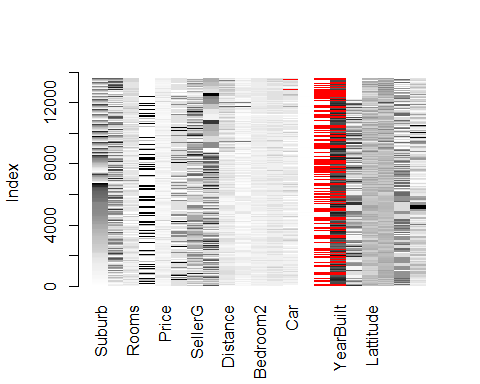 Index
0
4000
8000
12000
Suburb
Rooms
Price
SellerG
Distance
Bedroom2
Car
YearBuilt
Lattitude